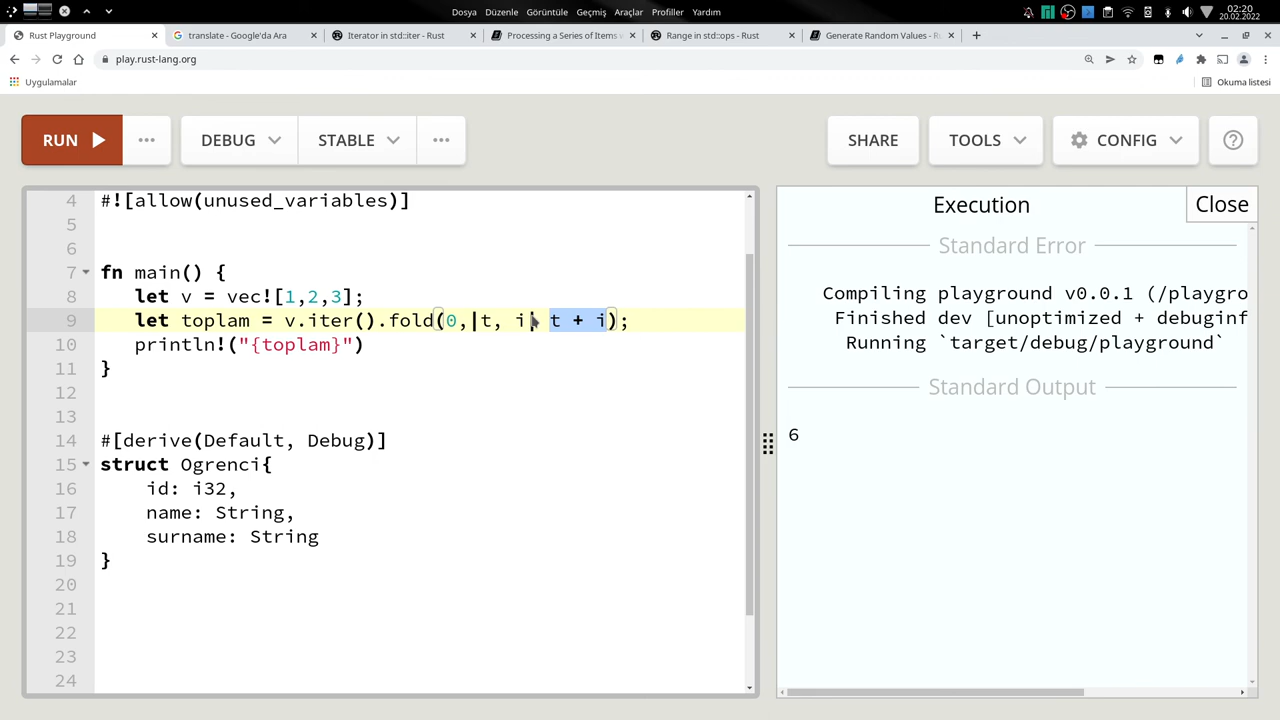 Dosya Düzenle Görüntüle Geçmiş Araçlar Profiller Yardım
02:20
20.02.2022
Rust Playground
translate - Google'da Ara
Iterator in std::iter - Rust
Processing a Series of Items v
Range in std::ops - Rust
Generate Random Values - Ru
play.rust-lang.org
Uygulamalar
Okuma listesi
RUN
DEBUG
STABLE
SHARE
TOOLS
CONFIG
4 #![allow(unused_variables)]
5
6
7 fn main() {
8 let v = vec![1,2,3];
9 let toplam = v.iter().fold(0,|t, i| t + i);
10 println!("{toplam}")
11 }
12
13
14 #[derive(Default, Debug)]
15 struct Ogrenci{
16 id: i32,
17 name: String,
18 surname: String
19 }
20
21
22
23
24
Execution
Close
Standard Error
Compiling playground v0.0.1 (/playgro
Finished dev [unoptimized + debuginf
Running `target/debug/playground`
Standard Output
6